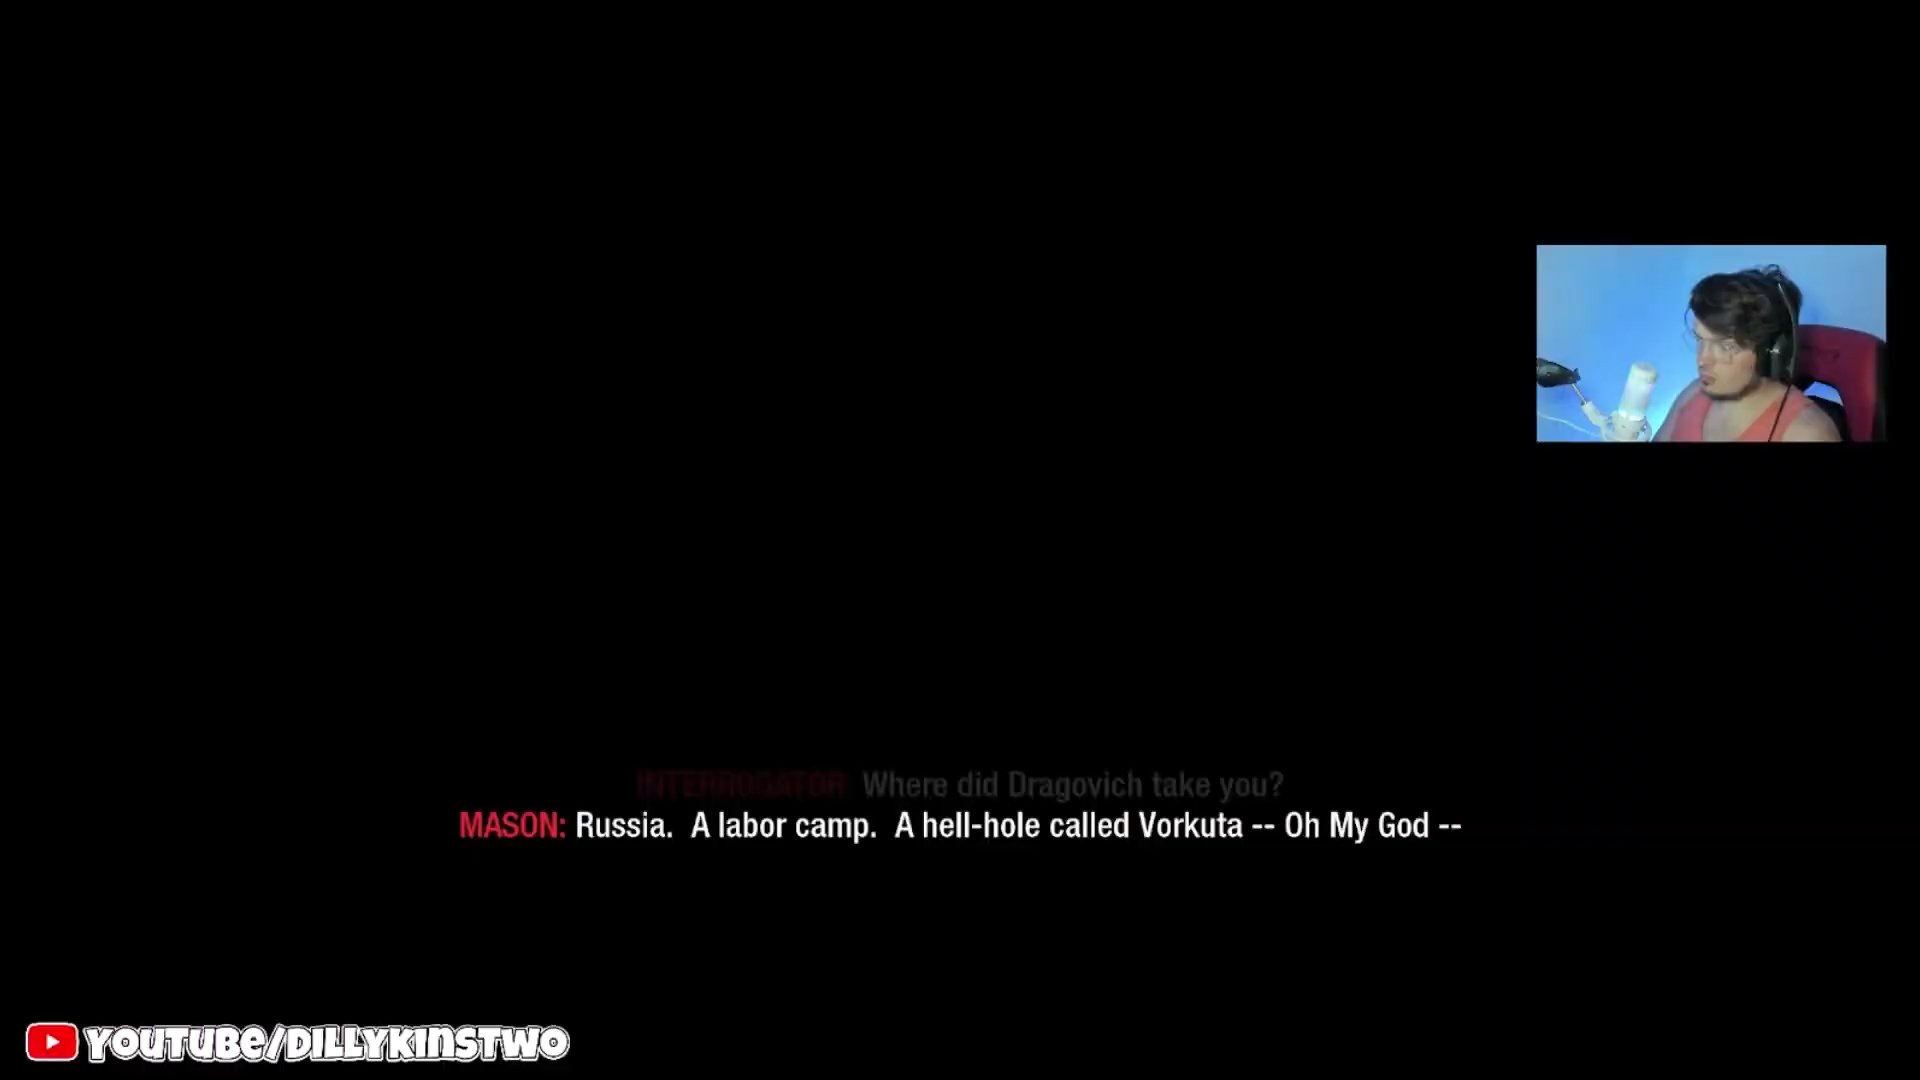 INTERROGATOR: Where did Dragovich take you?
MASON: Russia.  A labor camp.  A hell-hole called Vorkuta -- Oh My God --
YOUTUBE/DILLYKINSTWO